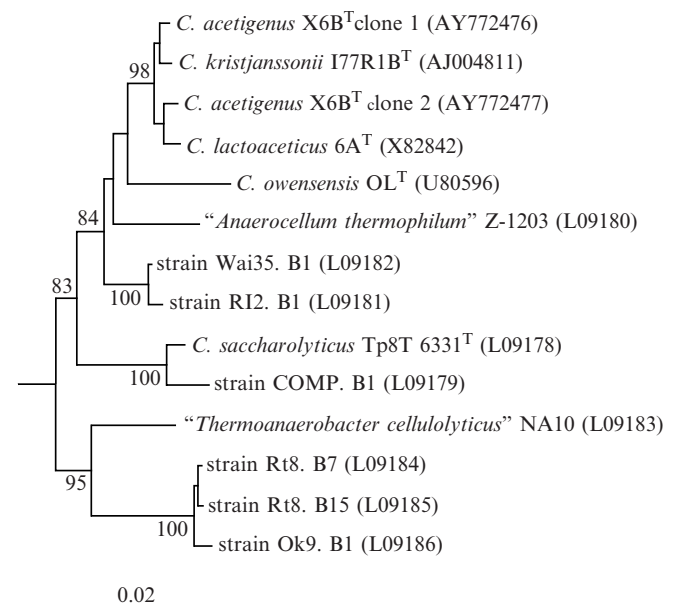 C. acetigenus X6BᵀClone 1 (AY772476)
C. kristjanssonii I77R1Bᵀ (AJ004811)
98
C. acetigenus X6Bᵀ clone 2 (AY772477)
C. lactoaceticus 6Aᵀ (X82842)
C. owensensis OLᵀ (U80596)
84
“Anaerocellum thermophilum” Z-1203 (L09180)
strain Wai35. B1 (L09182)
83
100
strain RI2. B1 (L09181)
C. saccharolyticus Tp8T 6331ᵀ (L09178)
100
strain COMP. B1 (L09179)
“Thermoanaerobacter cellulolyticus” NA10 (L09183)
strain Rt8. B7 (L09184)
95
strain Rt8. B15 (L09185)
100
strain Ok9. B1 (L09186)
0.02